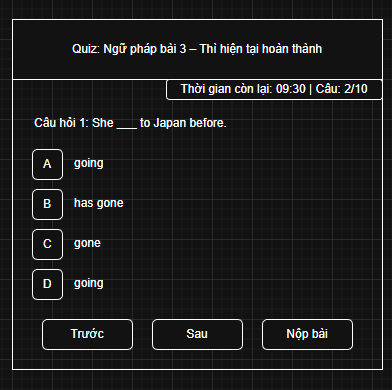 Quiz: Ngữ pháp bài 3 – Thì hiện tại hoàn thành
Thời gian còn lại: 09:30 | Câu: 2/10
Câu hỏi 1: She ___ to Japan before.
A going
B has gone
C gone
D going
Trước Sau Nộp bài